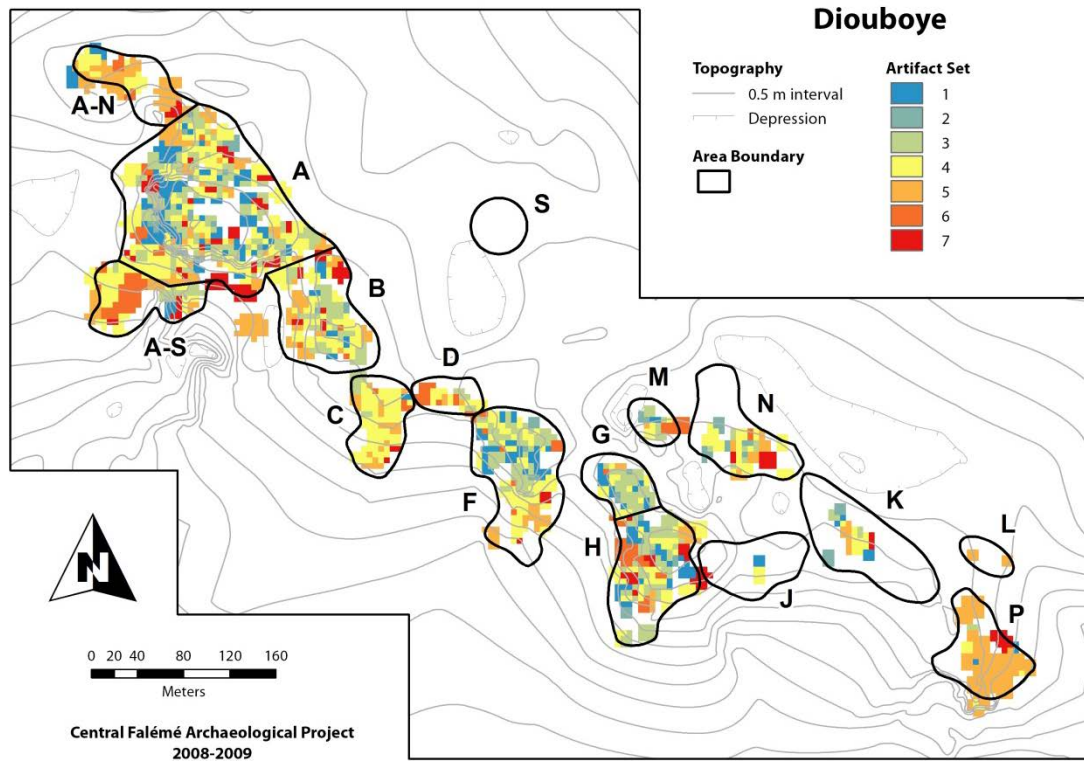 Diouboye
Topography
0.5 m interval
Depression
Area Boundary
Artifact Set
1
2
3
4
5
6
7
A-N
A
S
B
A-S
D
M
N
C
G
K
F
L
H
J
P
N
0 20 40 80 120 160
Meters
Central Falémé Archaeological Project
2008-2009